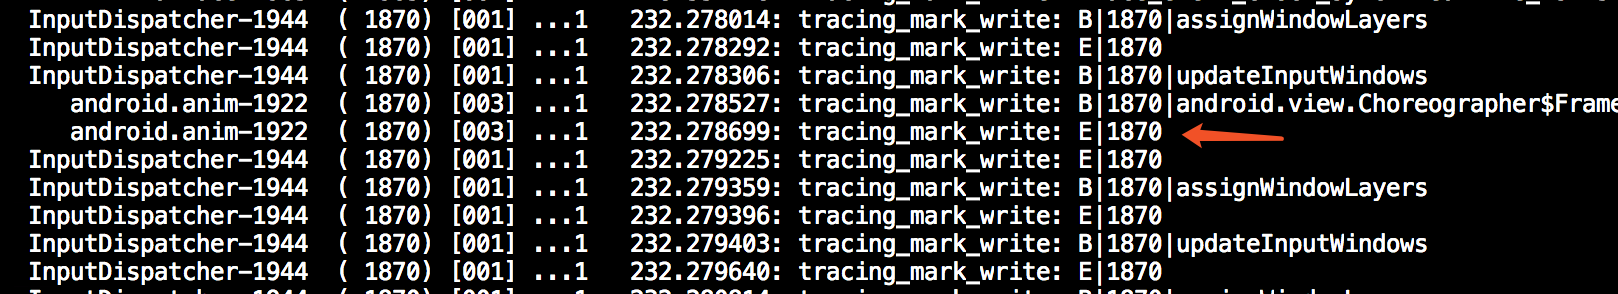 InputDispatcher-1944  ( 1870) [001] ...1   232.278014: tracing_mark_write: B|1870|assignWindowLayers
InputDispatcher-1944  ( 1870) [001] ...1   232.278292: tracing_mark_write: E|1870
InputDispatcher-1944  ( 1870) [001] ...1   232.278306: tracing_mark_write: B|1870|updateInputWindows
android.anim-1922  ( 1870) [003] ...1   232.278527: tracing_mark_write: B|1870|android.view.Choreographer$Frame
android.anim-1922  ( 1870) [003] ...1   232.278699: tracing_mark_write: E|1870
InputDispatcher-1944  ( 1870) [001] ...1   232.279225: tracing_mark_write: E|1870
InputDispatcher-1944  ( 1870) [001] ...1   232.279359: tracing_mark_write: B|1870|assignWindowLayers
InputDispatcher-1944  ( 1870) [001] ...1   232.279396: tracing_mark_write: E|1870
InputDispatcher-1944  ( 1870) [001] ...1   232.279403: tracing_mark_write: B|1870|updateInputWindows
InputDispatcher-1944  ( 1870) [001] ...1   232.279640: tracing_mark_write: E|1870